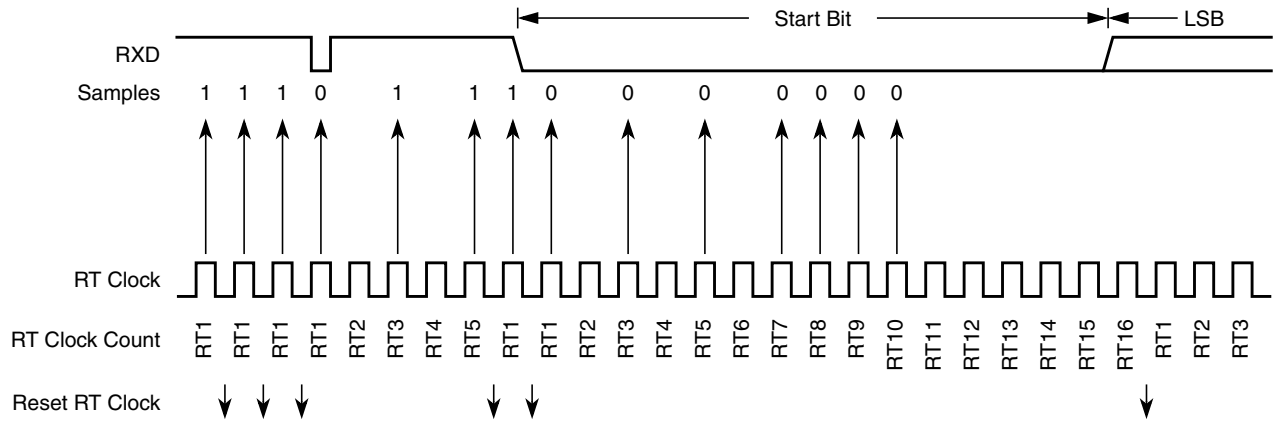 Start Bit LSB
RXD
Samples 1 1 1 0 1 1 1 0 0 0 0 0 0 0
RT Clock
RT Clock Count RT1 RT1 RT1 RT1 RT2 RT3 RT4 RT5 RT1 RT1 RT2 RT3 RT4 RT5 RT6 RT7 RT8 RT9 RT10 RT11 RT12 RT13 RT14 RT15 RT16 RT1 RT2 RT3
Reset RT Clock